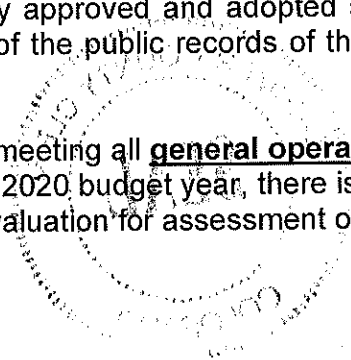 y approved and adopted
of the public records of th
meeting all general opera
2020 budget year, there is
valuation for assessment o